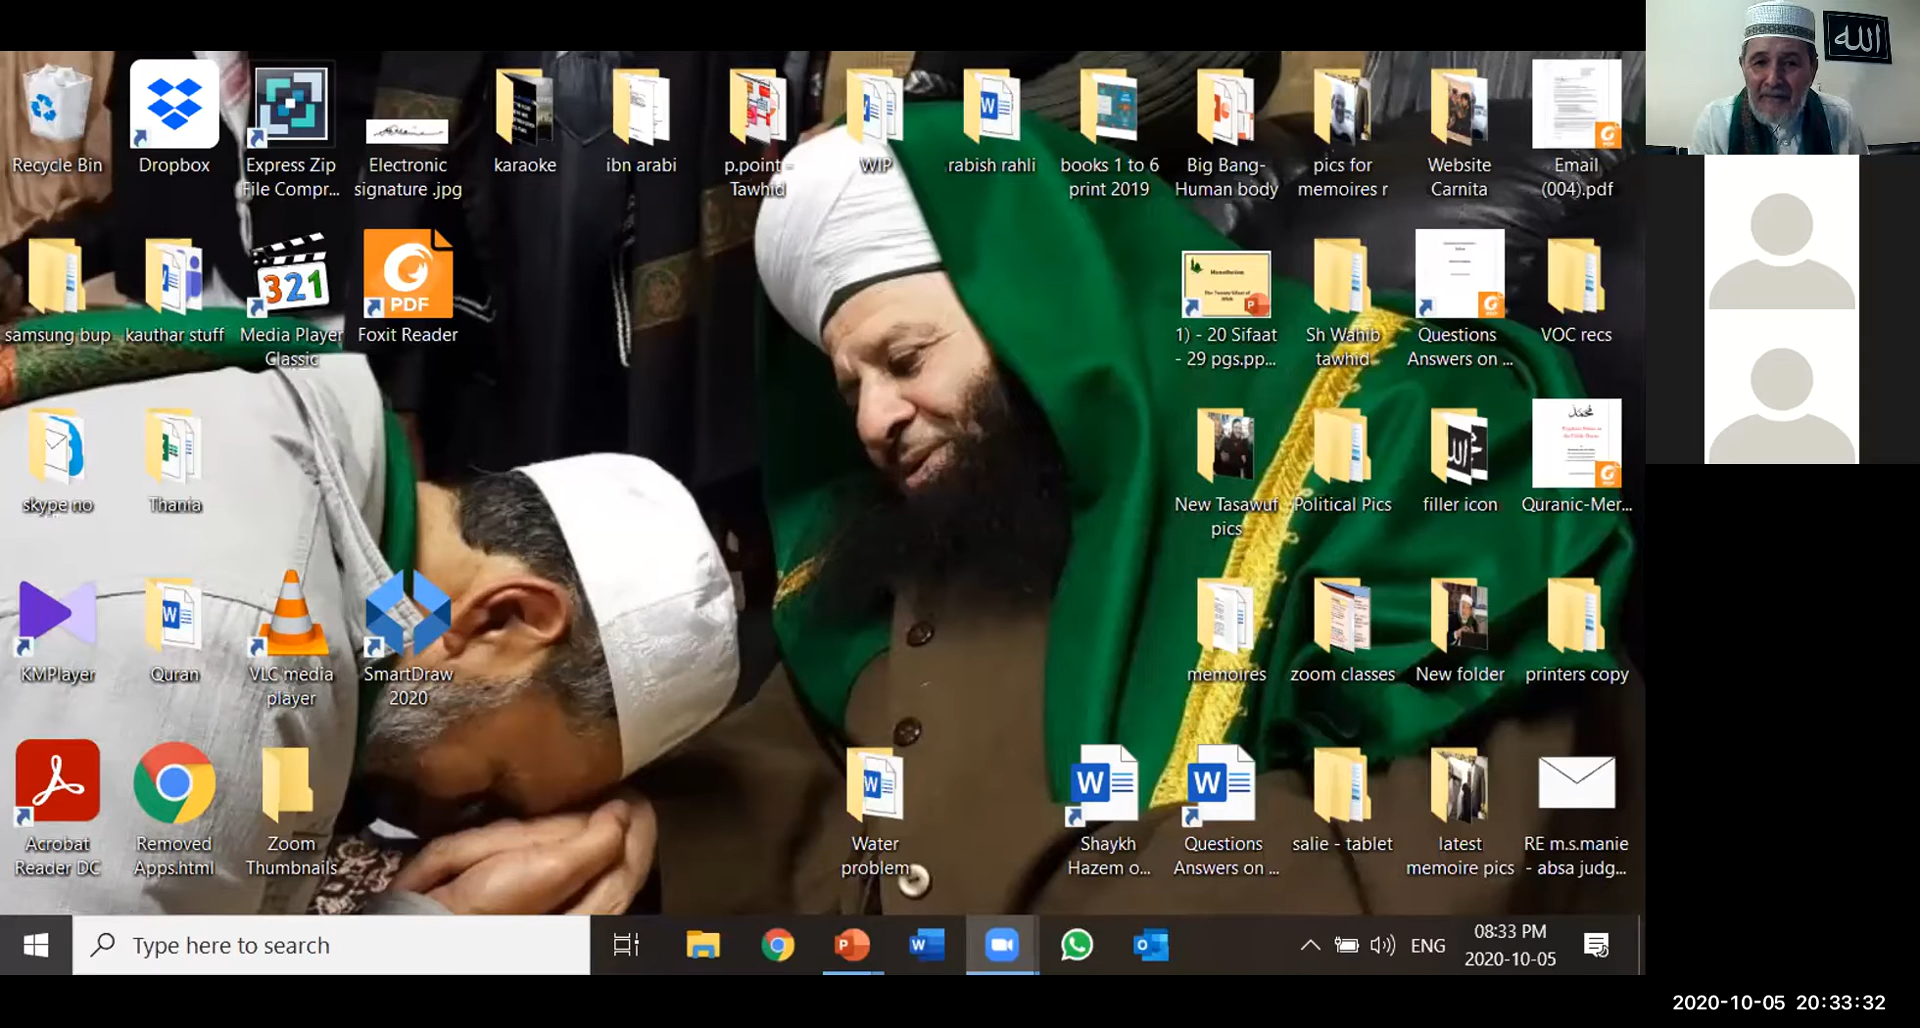 الله
Recycle Bin
Dropbox
Express Zip
File Compr...
Electronic
signature .jpg
karaoke
ibn arabi
p.point -
Tawhid
WIP
rabish rahli
books 1 to 6
print 2019
Big Bang-
Human body
pics for
memoires r
Website
Carnita
Email
(004).pdf
samsung bup
kauthar stuff
321
Media Player
Classic
PDF
Foxit Reader
Monotheism
1) - 20 Sifaat
- 29 pgs.pp...
Sh Wahib
tawhid
Questions
Answers on ...
VOC recs
skype no
Thania
New Tasawuf
pics
Political Pics
filler icon
محمد
Quranic-Mer...
KMPlayer
Quran
VLC media
player
SmartDraw
2020
memoires
zoom classes
New folder
printers copy
Acrobat
Reader DC
Removed
Apps.html
Zoom
Thumbnails
Water
problem
Shaykh
Hazem o...
Questions
Answers on ...
salie - tablet
latest
memoire pics
RE m.s.manie
- absa judg...
Type here to search
ENG
08:33 PM
2020-10-05
2020-10-05 20:33:32